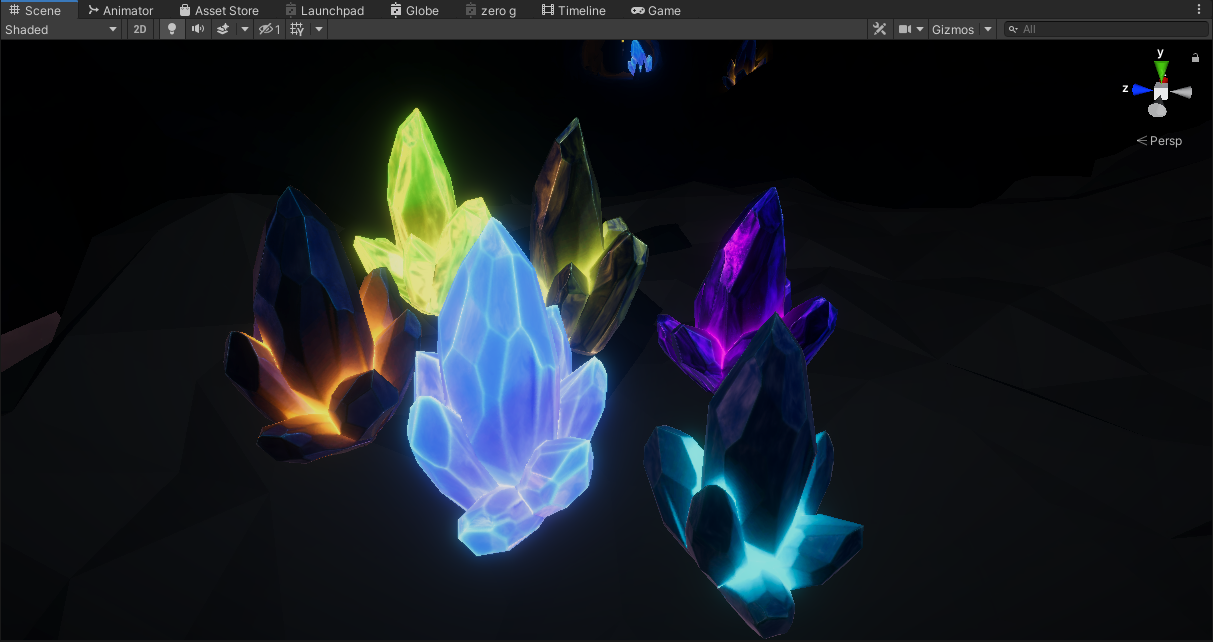 Scene Animator Asset Store Launchpad Globe zero g Timeline Game
Shaded 2D 1 Gizmos All
y
z
Persp